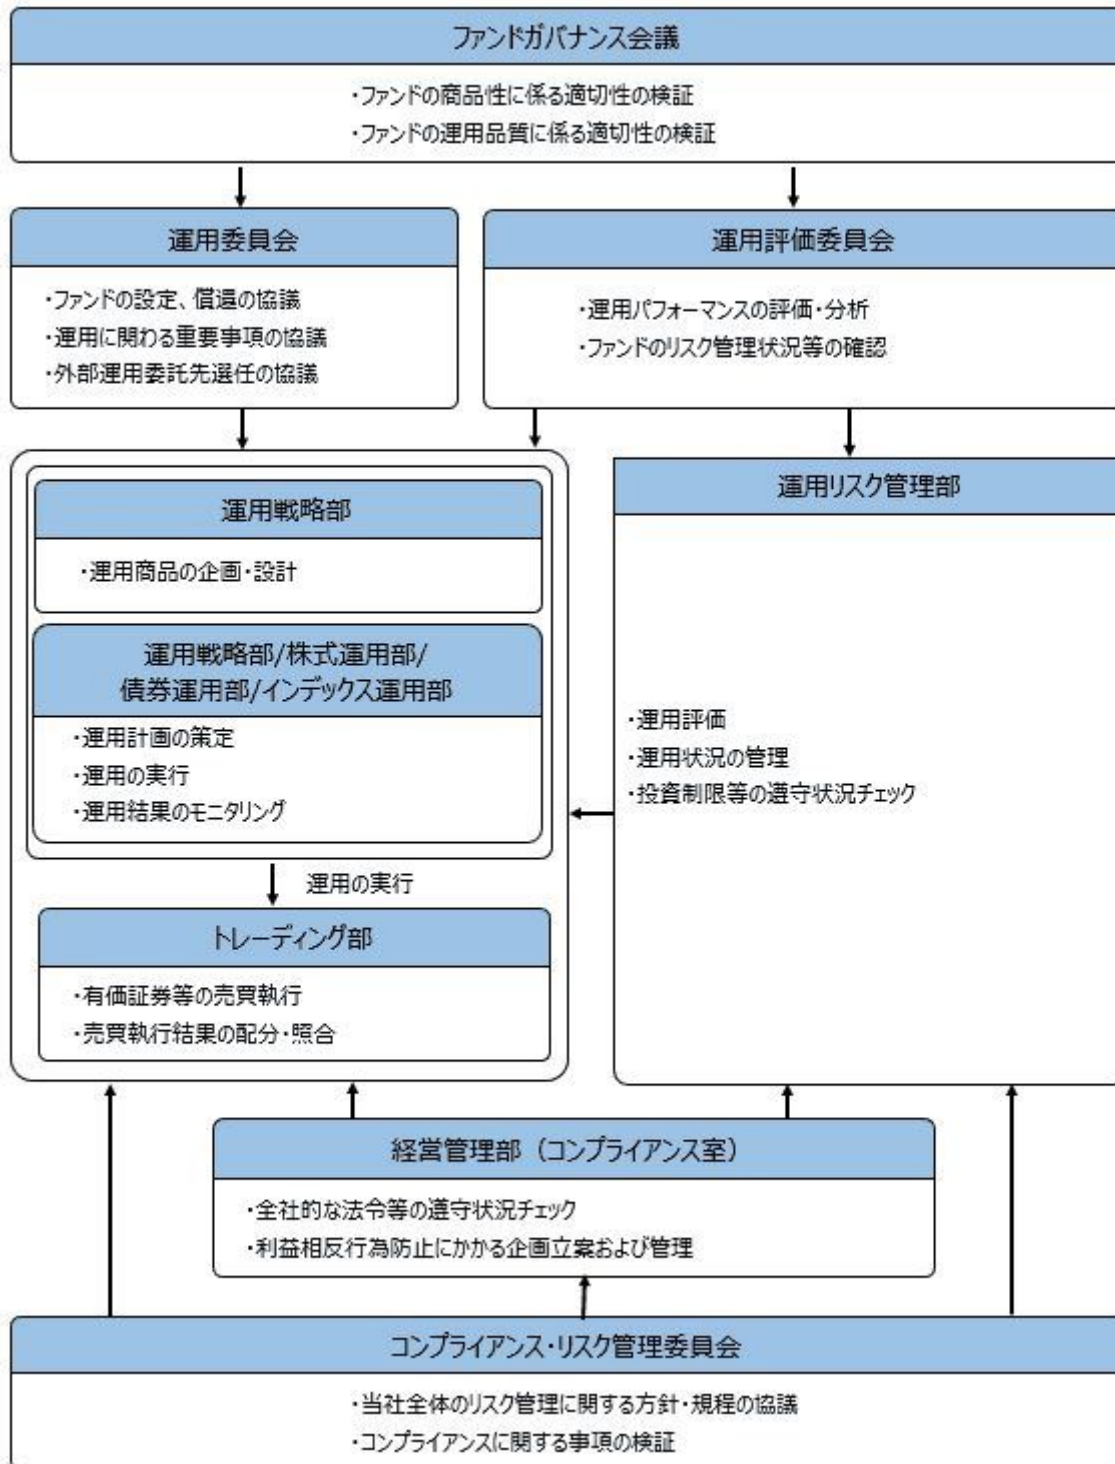 ファンドガバナンス会議
・ファンドの商品性に係る適切性の検証
・ファンドの運用品質に係る適切性の検証
運用委員会
・ファンドの設定、償還の協議
・運用に関わる重要事項の協議
・外部運用委託先選任の協議
運用評価委員会
・運用パフォーマンスの評価・分析
・ファンドのリスク管理状況等の確認
運用戦略部
・運用商品の企画・設計
運用戦略部/株式運用部/
債券運用部/インデックス運用部
・運用計画の策定
・運用の実行
・運用結果のモニタリング
運用の実行
トレーディング部
・有価証券等の売買執行
・売買執行結果の配分・照合
運用リスク管理部
・運用評価
・運用状況の管理
・投資制限等の遵守状況チェック
経営管理部（コンプライアンス室）
・全社的な法令等の遵守状況チェック
・利益相反行為防止にかかる企画立案および管理
コンプライアンス・リスク管理委員会
・当社全体のリスク管理に関する方針・規程の協議
・コンプライアンスに関する事項の検証